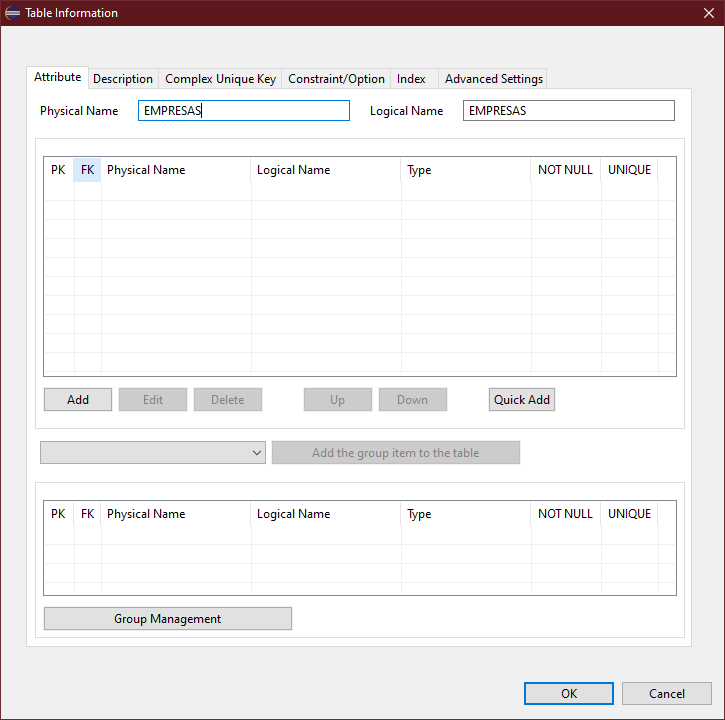 Table Information
Attribute Description Complex Unique Key Constraint/Option Index Advanced Settings
Physical Name EMPRESAS Logical Name EMPRESAS
PK FK Physical Name Logical Name Type NOT NULL UNIQUE
Add Edit Delete Up Down Quick Add
Add the group item to the table
PK FK Physical Name Logical Name Type NOT NULL UNIQUE
Group Management
OK Cancel